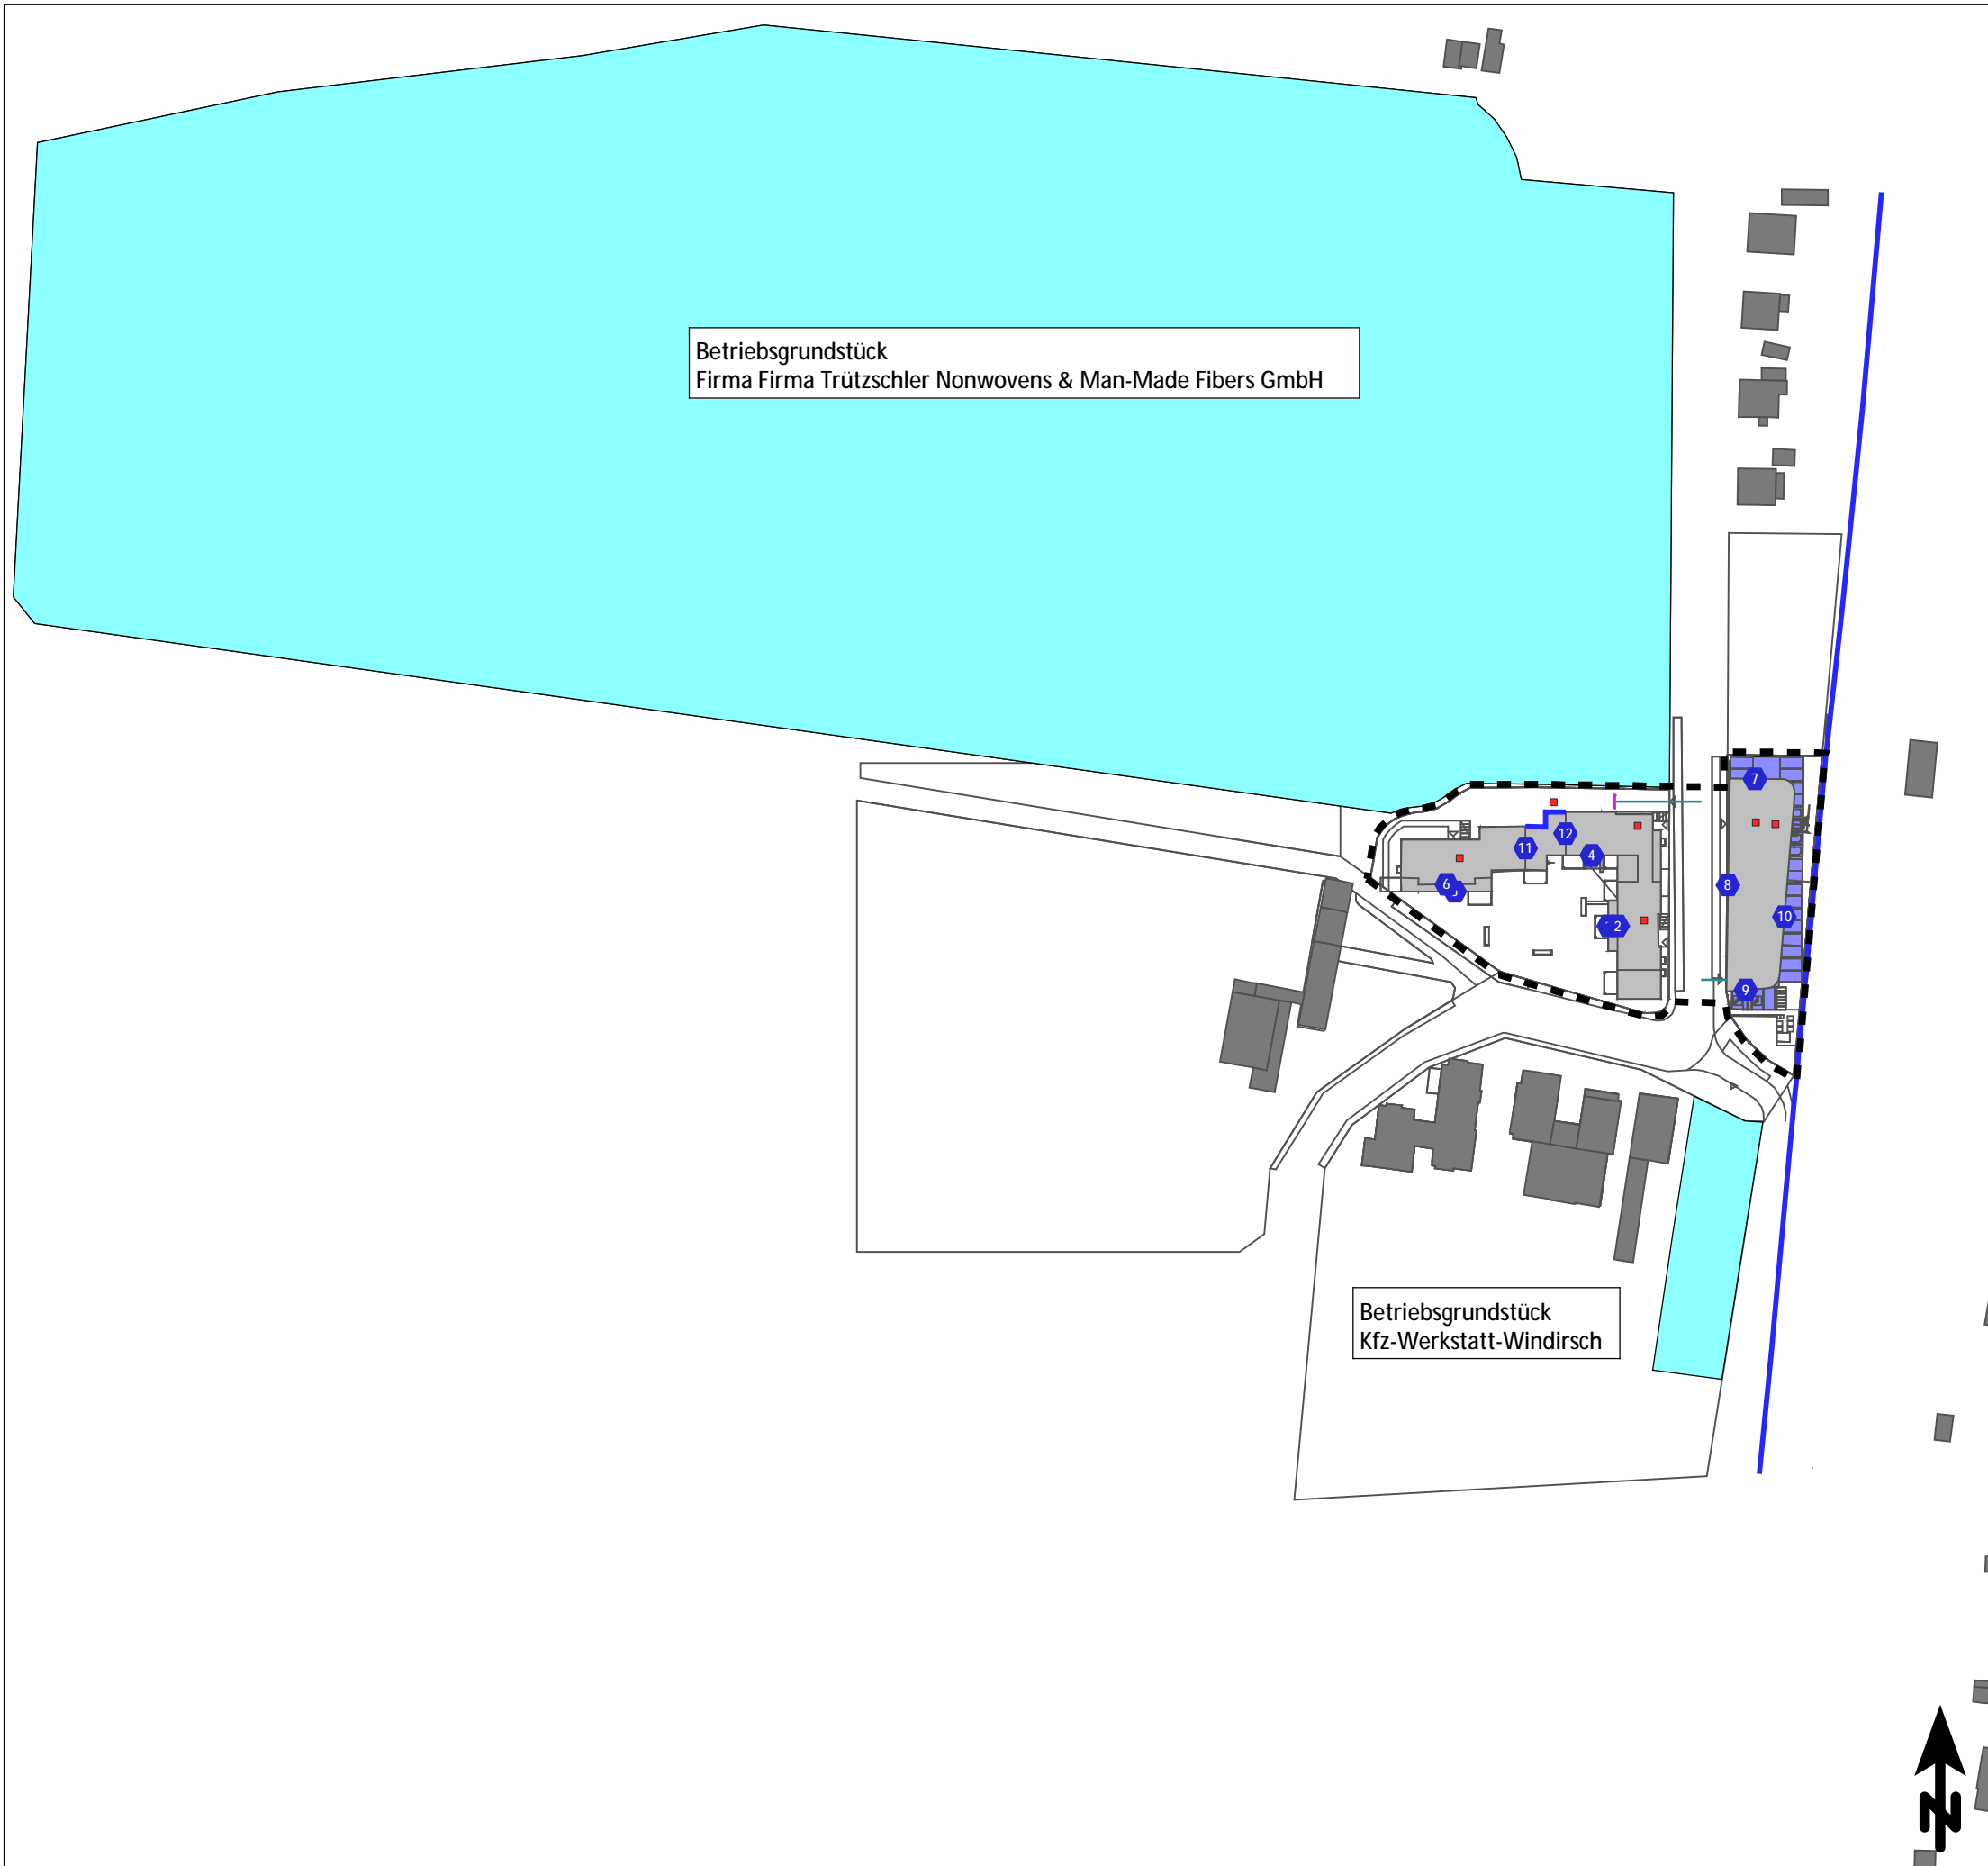 Betriebsgrundstück
Firma Firma Trützschler Nonwovens & Man-Made Fibers GmbH
7
12
11
4
6
8
10
2
9
Betriebsgrundstück
Kfz-Werkstatt-Windirsch
N